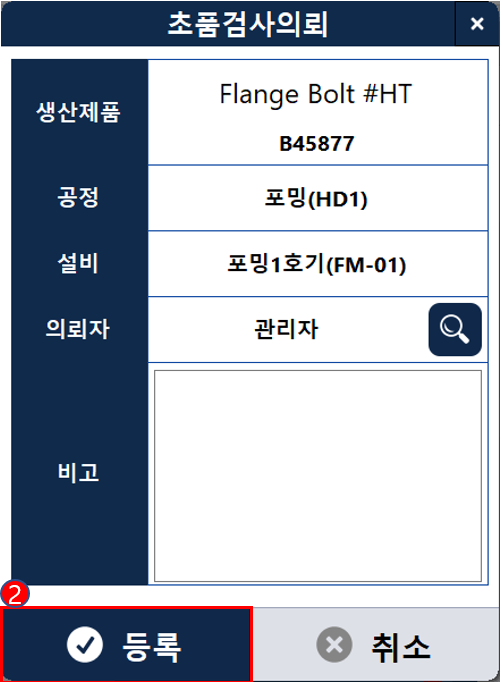 초품검사의뢰
생산제품
Flange Bolt #HT
B45877
공정
포밍(HD1)
설비
포밍1호기(FM-01)
의뢰자
관리자
비고
2
등록
취소